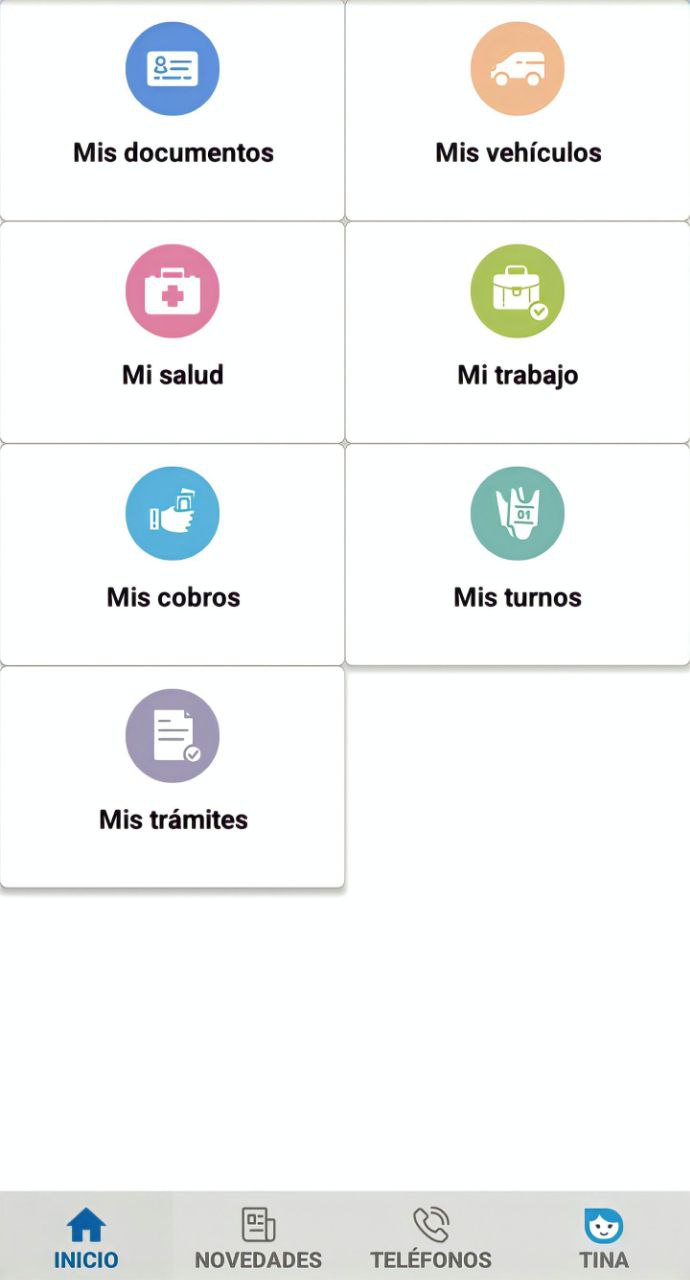 Mis documentos
Mis vehículos
Mi salud
Mi trabajo
Mis cobros
01
Mis turnos
Mis trámites
INICIO
NOVEDADES
TELÉFONOS
TINA